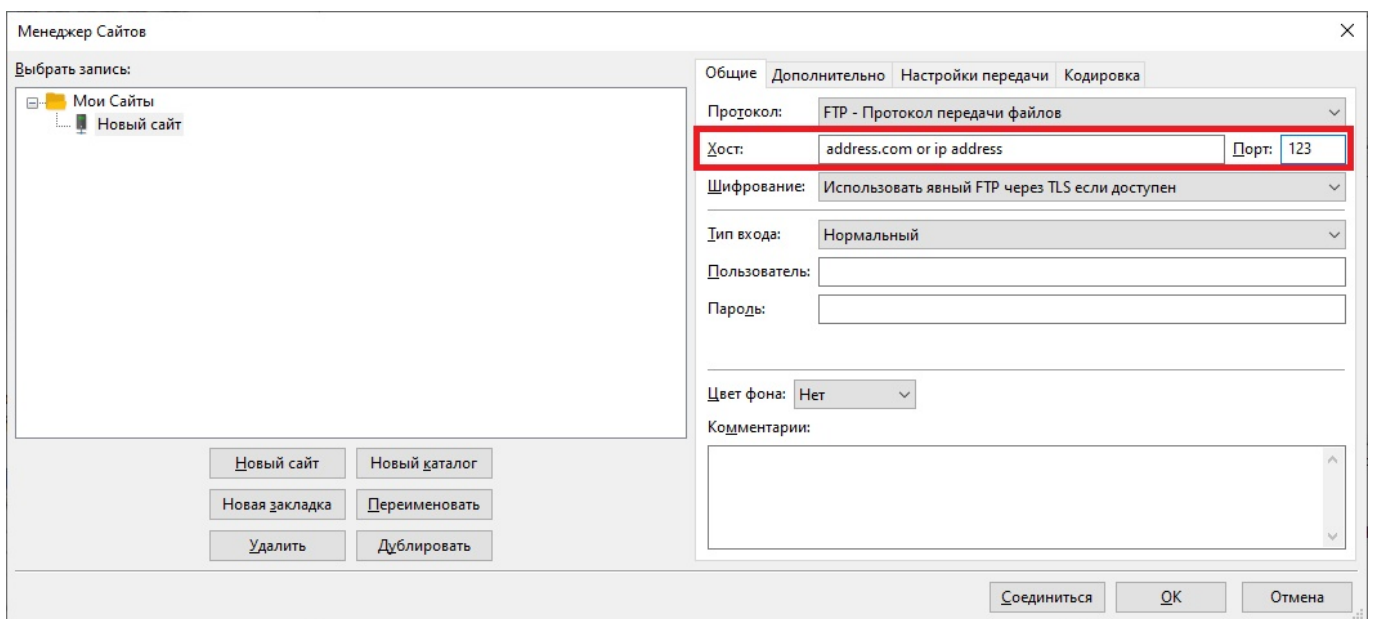 Менеджер Сайтов
Выбрать запись:
Мои Сайты
Новый сайт
Новый сайт
Новый каталог
Новая закладка
Переименовать
Удалить
Дублировать
Общие Дополнительно Настройки передачи Кодировка
Протокол: FTP - Протокол передачи файлов
Хост: address.com or ip address Порт: 123
Шифрование: Использовать явный FTP через TLS если доступен
Тип входа: Нормальный
Пользователь:
Пароль:
Цвет фона: Нет
Комментарии:
Соединиться OK Отмена